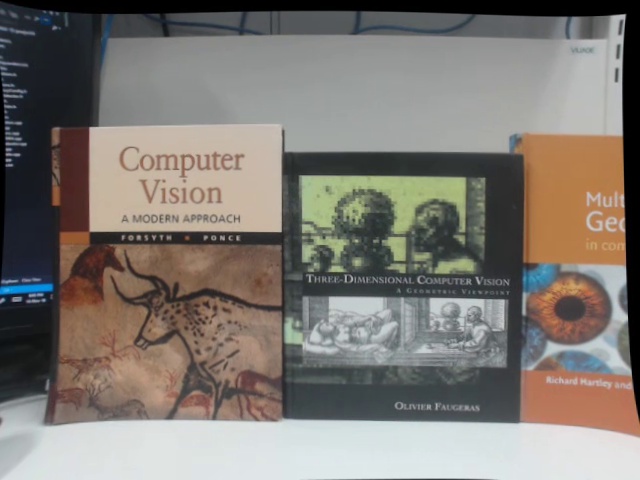 Computer
Vision
A MODERN APPROACH
FORSYTH ★ PONCE
THREE-DIMENSIONAL COMPUTER VISION
A GEOMETRIC VIEWPOINT
OLIVIER FAUGERAS
Mult
Geo
in com
Richard Hartley and